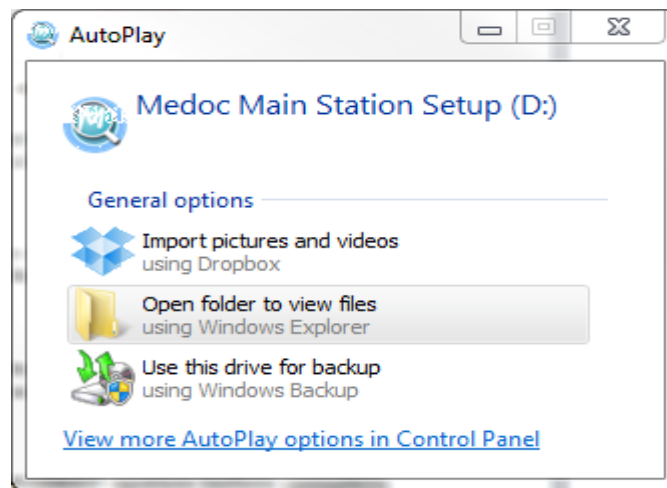 AutoPlay
Medoc Main Station Setup (D:)
General options
Import pictures and videos
using Dropbox
Open folder to view files
using Windows Explorer
Use this drive for backup
using Windows Backup
View more AutoPlay options in Control Panel